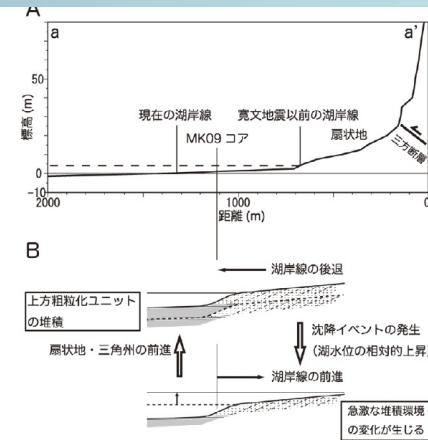 A
a
a'
50
標高(m)
現在の湖岸線
寛文地震以前の湖岸線
MK09 コア
扇状地
三方断層
0
-10
2000
1000
0
距離(m)
B
湖岸線の後退
上方粗粒化ユニット
の堆積
沈降イベントの発生
(湖水位の相対的上昇)
扇状地・三角州の前進
湖岸線の前進
急激な堆積環境
の変化が生じる